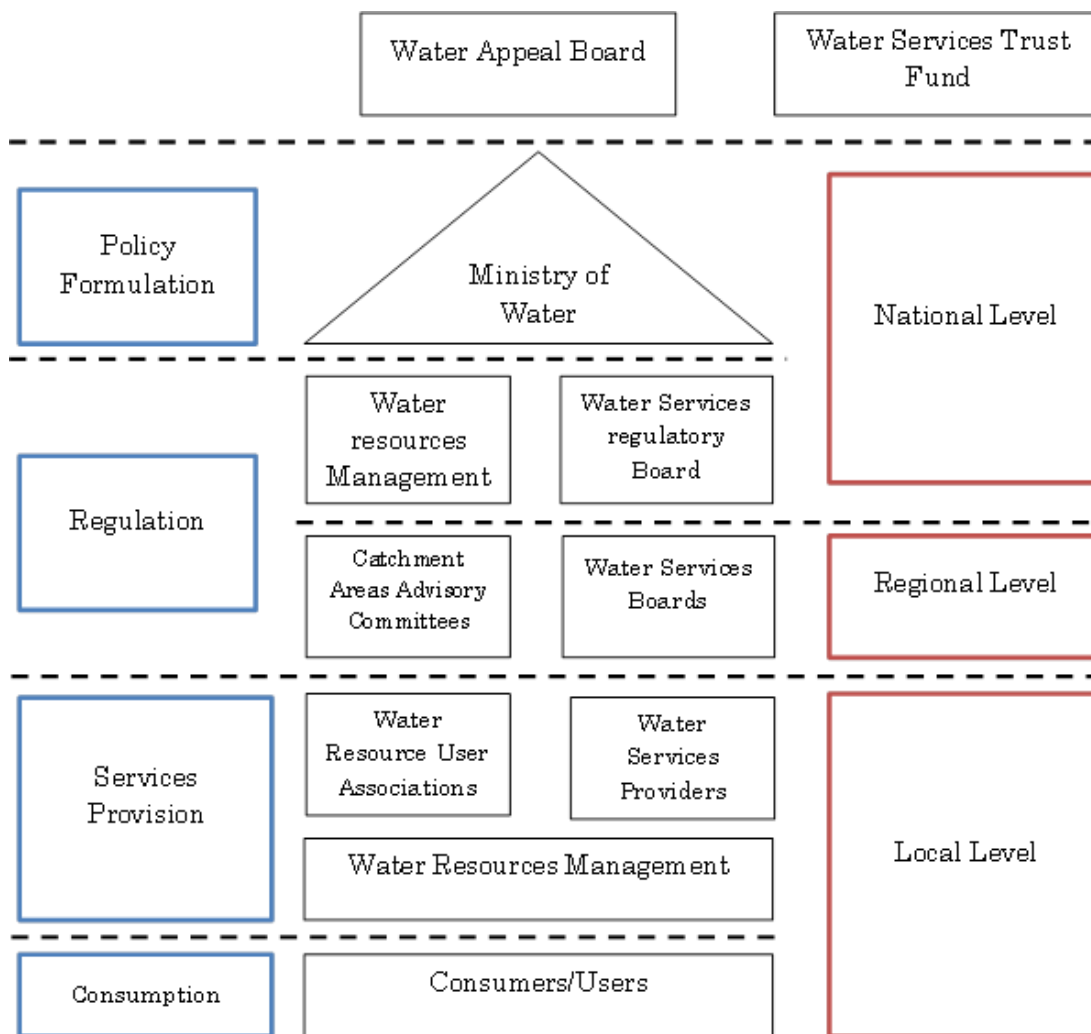 Water Appeal Board
Water Services Trust
Fund
Policy
Formulation
Ministry of
Water
National Level
Water
resources
Management
Water Services
regulatory
Board
Regulation
Catchment
Areas Advisory
Committees
Water Services
Boards
Regional Level
Services
Provision
Water
Resource User
Associations
Water
Services
Providers
Water Resources Management
Local Level
Consumption
Consumers/Users